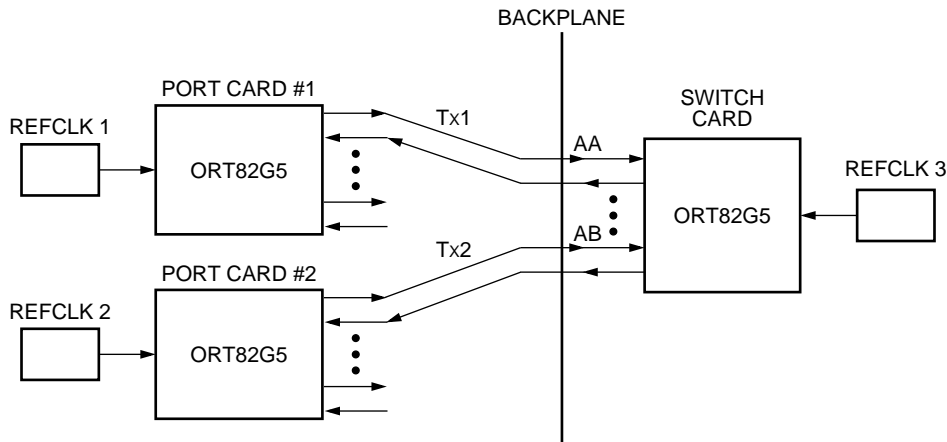 BACKPLANE
PORT CARD #1
SWITCH
CARD
REFCLK 1
TX1
AA
REFCLK 3
ORT82G5
ORT82G5
AB
TX2
PORT CARD #2
REFCLK 2
ORT82G5